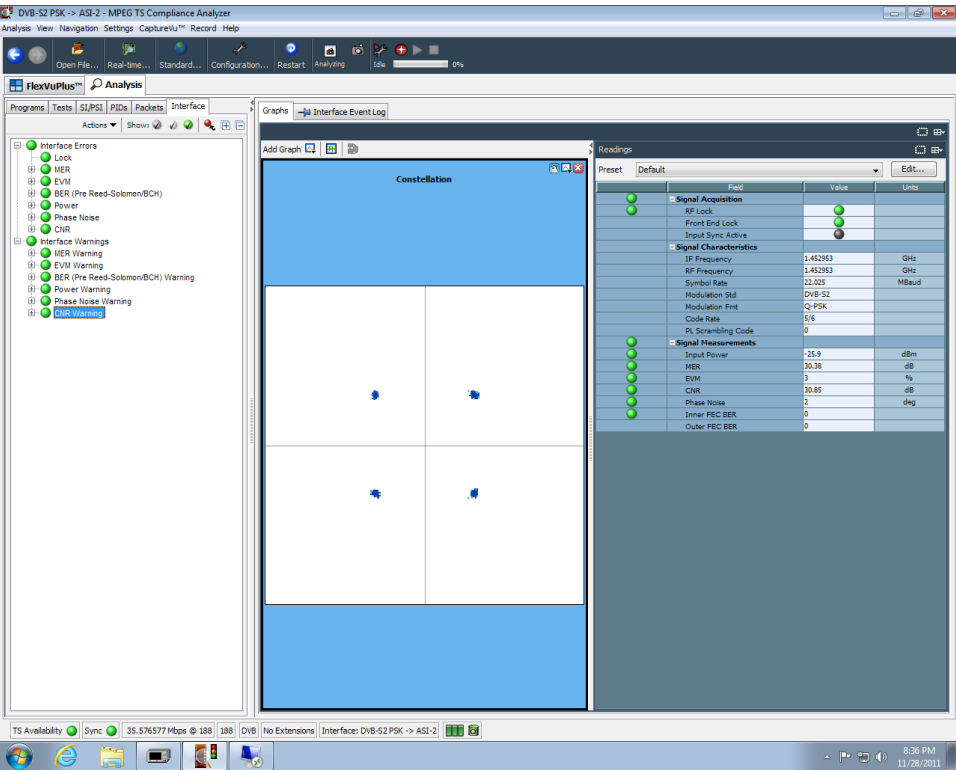 DVB-S2 PSK -> ASI-2 - MPEG TS Compliance Analyzer
Analysis View Navigation Settings CaptureVu™ Record Help
Open File... Real-time... Standard... Configuration... Restart Analyzing Idle 0%
FlexVuPlus™ Analysis
Programs Tests SI/PSI PIDs Packets Interface
Actions Show:
Interface Errors
Lock
MER
EVM
BER (Pre Reed-Solomon/BCH)
Power
Phase Noise
CNR
Interface Warnings
MER Warning
EVM Warning
BER (Pre Reed-Solomon/BCH) Warning
Power Warning
Phase Noise Warning
CNR Warning
Graphs Interface Event Log
Add Graph
Constellation
Readings
Preset Default Edit...
Field Value Units
Signal Acquisition
RF Lock
Front End Lock
Input Sync Active
Signal Characteristics
IF Frequency 1.452953 GHz
RF Frequency 1.452953 GHz
Symbol Rate 22.025 MBaud
Modulation Std DVB-S2
Modulation Fmt Q-PSK
Code Rate 5/6
PL Scrambling Code 0
Signal Measurements
Input Power -25.9 dBm
MER 30.38 dB
EVM 3 %
CNR 30.85 dB
Phase Noise 2 deg
Inner FEC BER 0
Outer FEC BER 0
TS Availability Sync 35.576577 Mbps @ 188 188 DVB No Extensions Interface: DVB-S2 PSK -> ASI-2
8:36 PM
11/28/2011